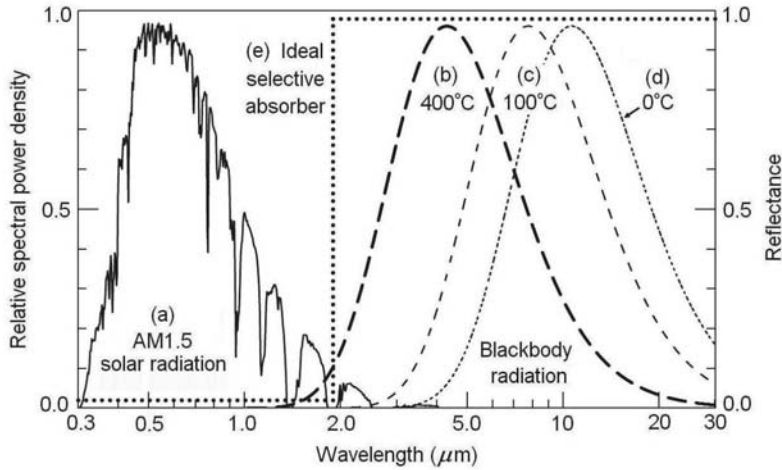 1.0
0.5
0.0
Relative spectral power density
(e) Ideal
selective
absorber
(b)
400°C
(c)
100°C
(d)
0°C
(a)
AM1.5
solar radiation
Blackbody
radiation
1.0
0.5
0.0
Reflectance
0.3
0.5
1.0
2.0
5
10
20
30
Wavelength (μm)